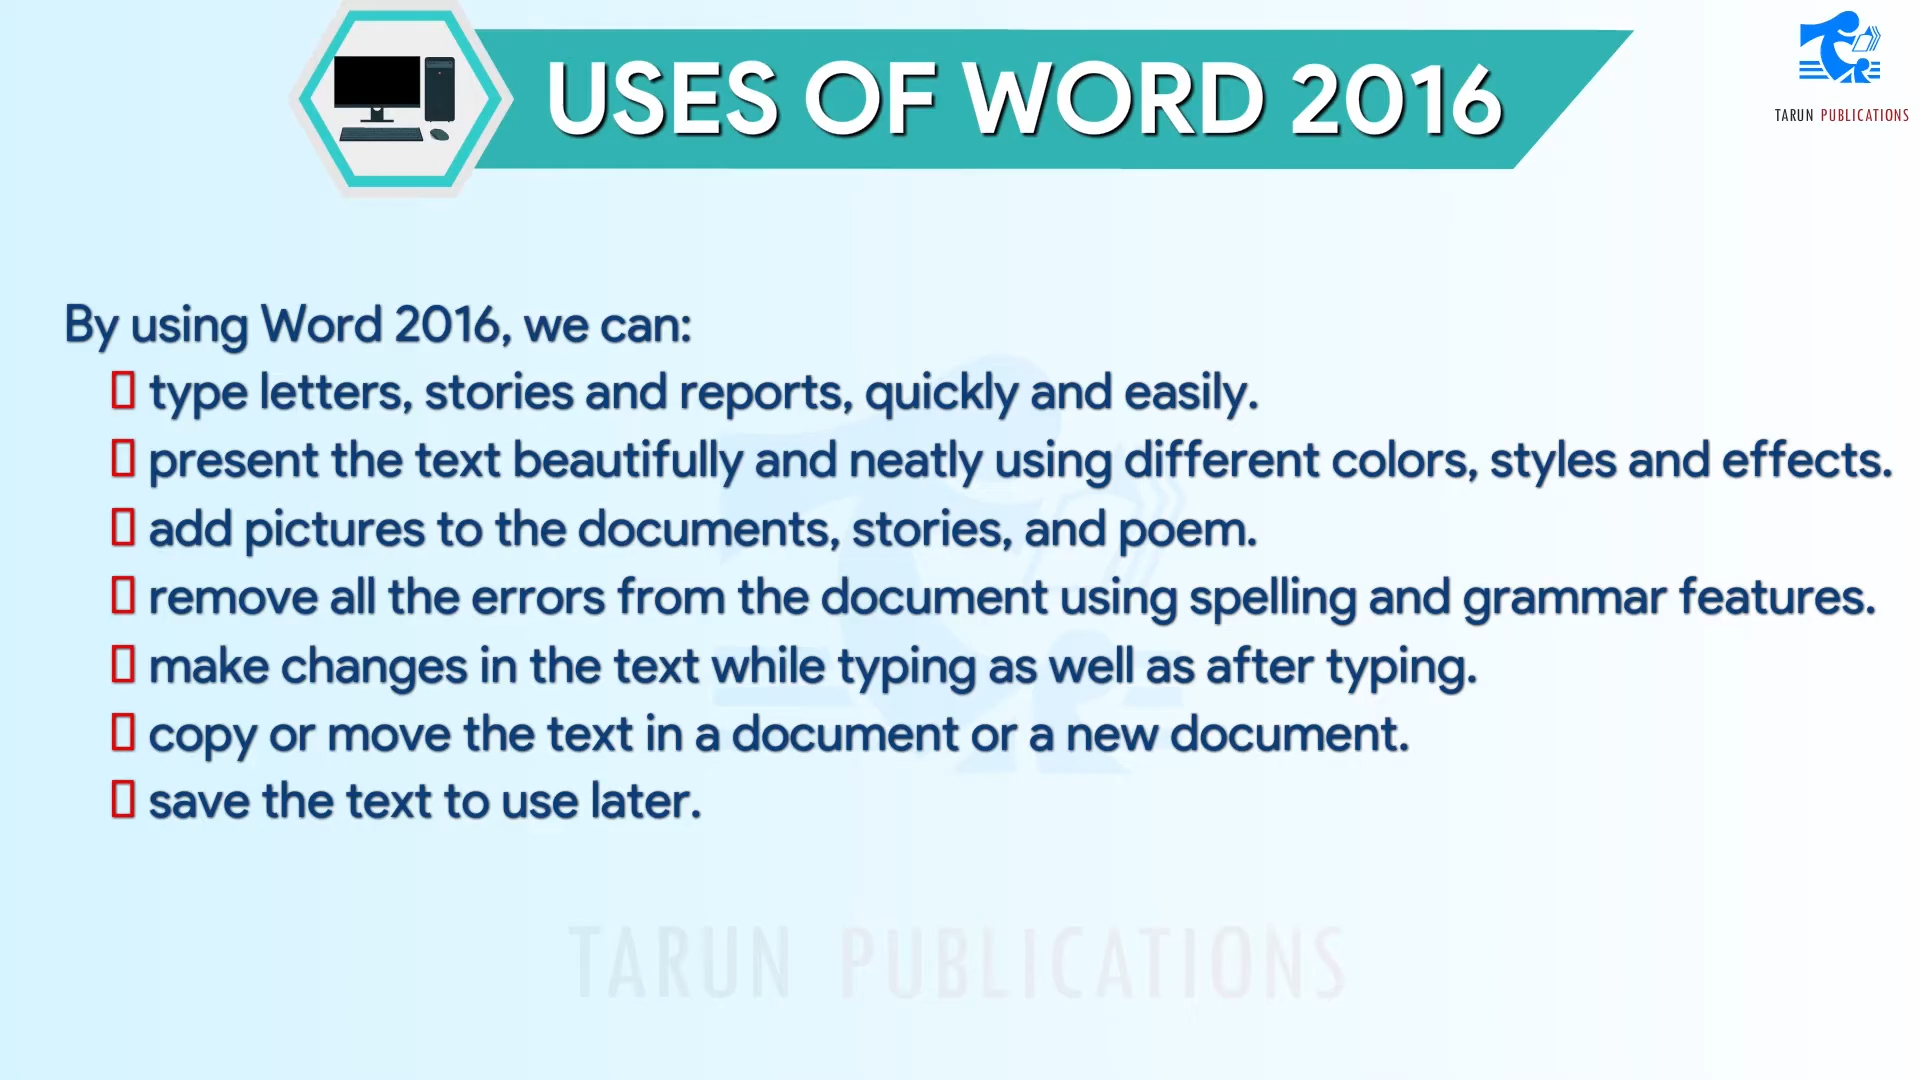 USES OF WORD 2016
TARUN PUBLICATIONS
By using Word 2016, we can:
type letters, stories and reports, quickly and easily.
present the text beautifully and neatly using different colors, styles and effects.
add pictures to the documents, stories, and poem.
remove all the errors from the document using spelling and grammar features.
make changes in the text while typing as well as after typing.
copy or move the text in a document or a new document.
save the text to use later.
TARUN PUBLICATIONS